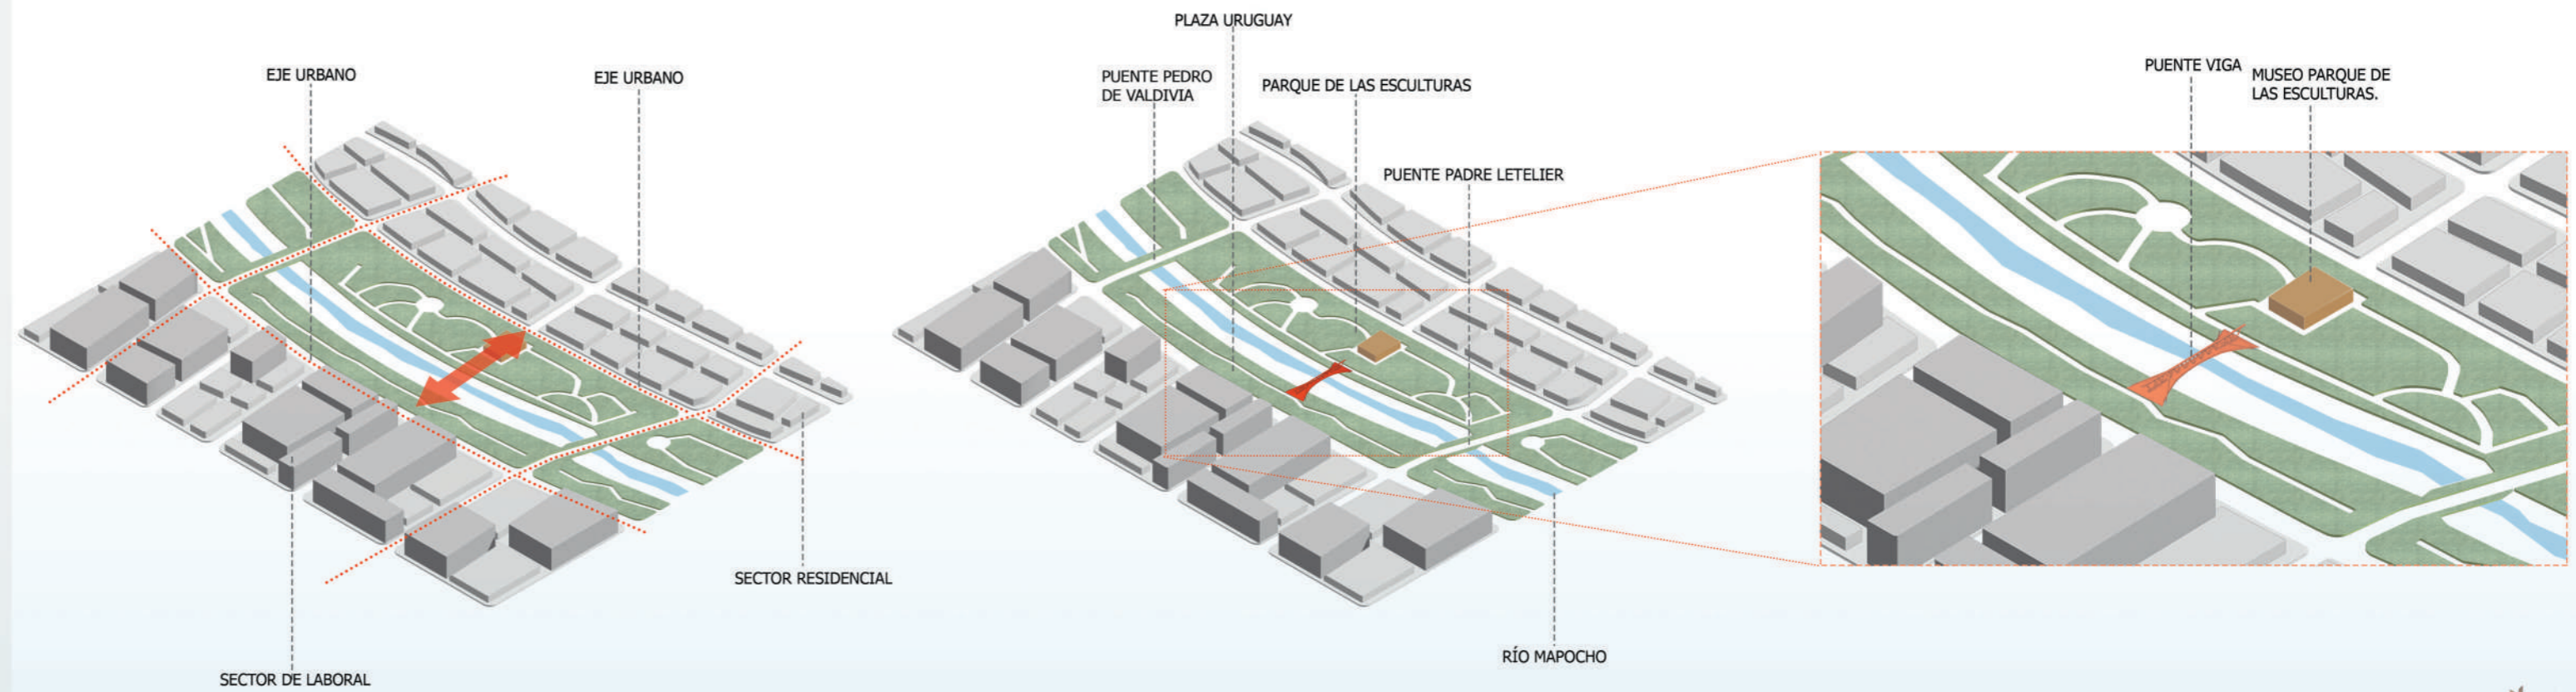 EJE URBANO
EJE URBANO
SECTOR RESIDENCIAL
SECTOR DE LABORAL
PLAZA URUGUAY
PUENTE PEDRO
DE VALDIVIA
PARQUE DE LAS ESCULTURAS
PUENTE PADRE LETELIER
RÍO MAPOCHO
PUENTE VIGA
MUSEO PARQUE DE
LAS ESCULTURAS.